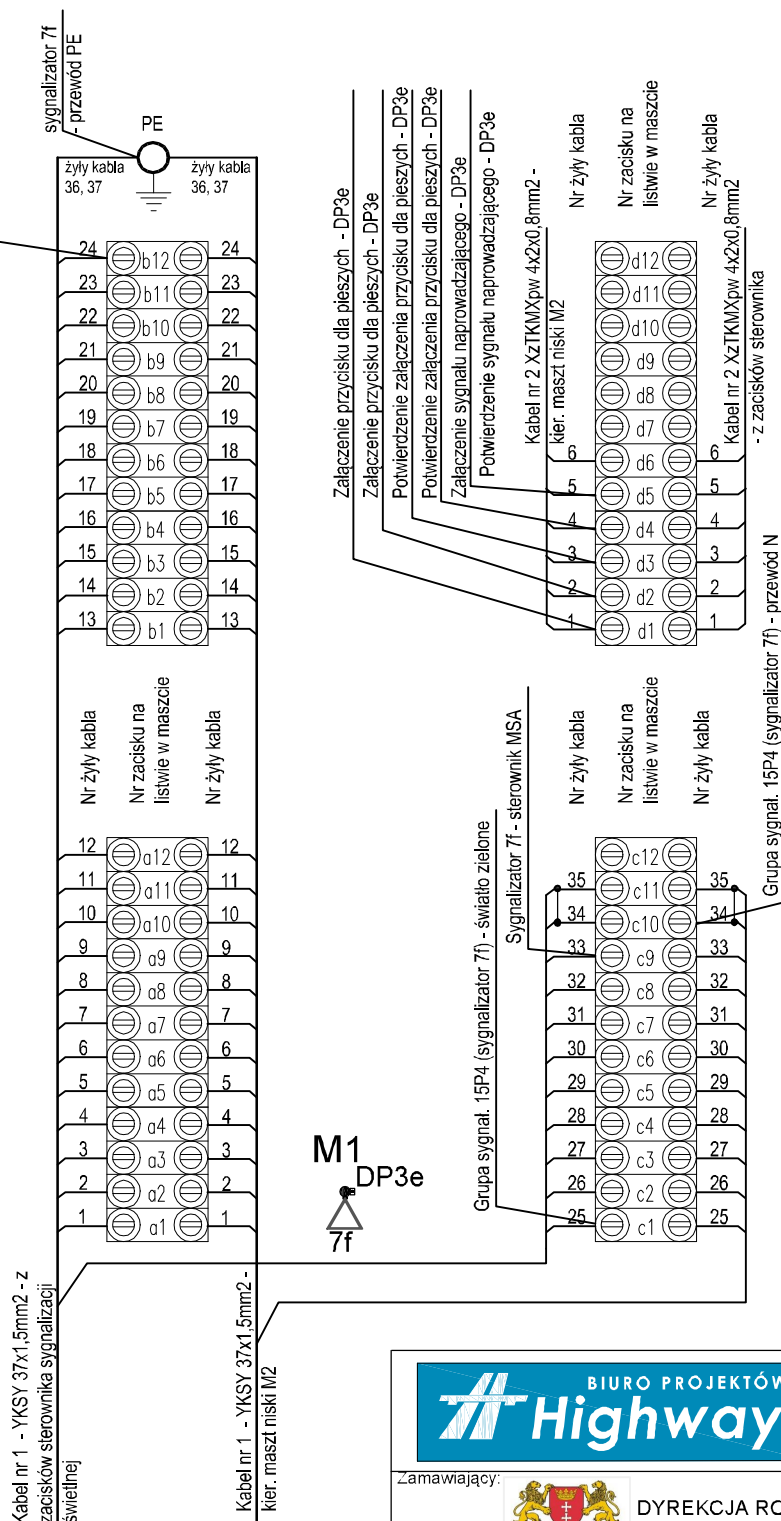 sygnalizator 7f
- przewód PE
PE
żyły kabla
36, 37
żyły kabla
36, 37
24 b12 24
23 b11 23
22 b10 22
21 b9 21
20 b8 20
19 b7 19
18 b6 18
17 b5 17
16 b4 16
15 b3 15
14 b2 14
13 b1 13
Nr żyły kabla
Nr zacisku na
listwie w maszcie
Nr żyły kabla
12 a12 12
11 a11 11
10 a10 10
9 a9 9
8 a8 8
7 a7 7
6 a6 6
5 a5 5
4 a4 4
3 a3 3
2 a2 2
1 a1 1
Kabel nr 1 - YKSY 37x1,5mm2 - z
zacisków sterownika sygnalizacji
świetlnej
Kabel nr 1 - YKSY 37x1,5mm2 -
kier. maszt niski M2
Załączenie przycisku dla pieszych - DP3e
Załączenie przycisku dla pieszych - DP3e
Potwierdzenie załączenia przycisku dla pieszych - DP3e
Potwierdzenie załączenia przycisku dla pieszych - DP3e
Załączenie sygnału naprowadzającego - DP3e
Potwierdzenie sygnału naprowadzającego - DP3e
Kabel nr 2 XzTKMXpw 4x2x0,8mm2 -
kier. maszt niski M2
Nr żyły kabla
Nr zacisku na
listwie w maszcie
Nr żyły kabla
d12
d11
d10
d9
d8
d7
6 d6 6
5 d5 5
4 d4 4
3 d3 3
2 d2 2
1 d1 1
Kabel nr 2 XzTKMXpw 4x2x0,8mm2
- z zacisków sterownika
Grupa sygnał. 15P4 (sygnalizator 7f) - przewód N
Nr żyły kabla
Nr zacisku na
listwie w maszcie
Nr żyły kabla
Sygnalizator 7f - sterownik MSA
Grupa sygnał. 15P4 (sygnalizator 7f) - światło zielone
c12
35 c11 35
34 c10 34
33 c9 33
32 c8 32
31 c7 31
30 c6 30
29 c5 29
28 c4 28
27 c3 27
26 c2 26
25 c1 25
M1
DP3e
7f
BIURO PROJEKTÓW
Highway
Zamawiający:
DYREKCJA RO